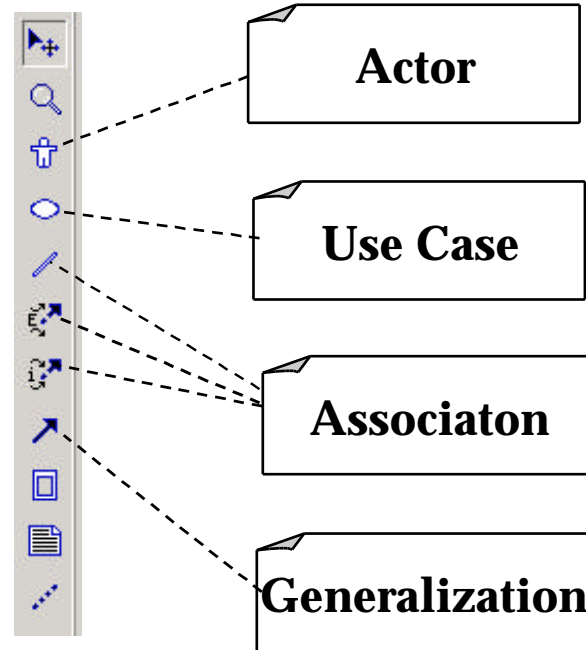 Actor
Use Case
E
i
Associaton
Generalization